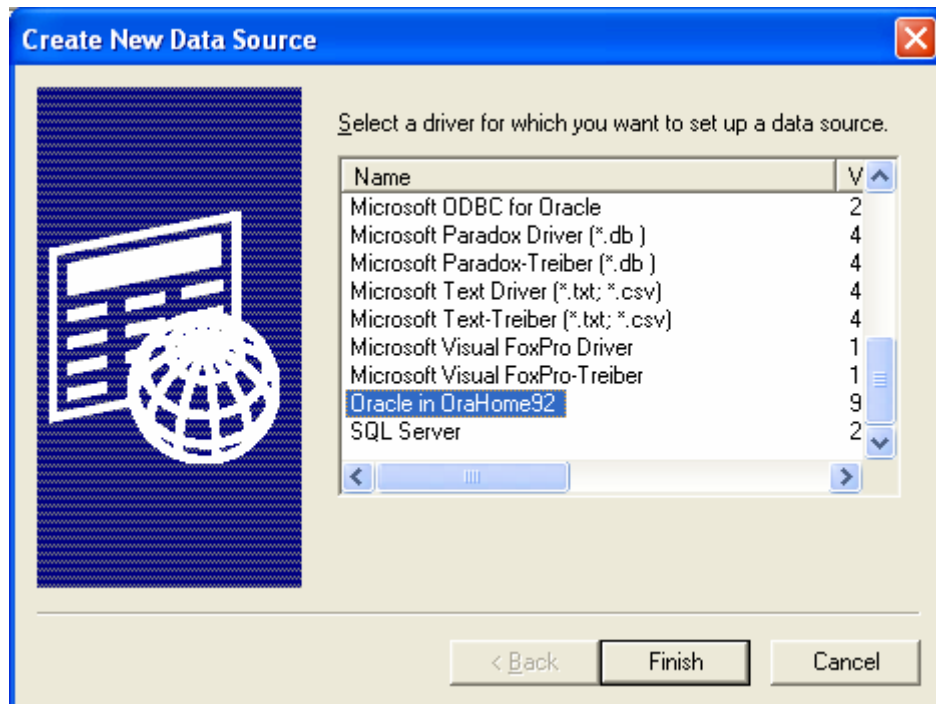 Create New Data Source
Select a driver for which you want to set up a data source.
Name V
Microsoft ODBC for Oracle 2
Microsoft Paradox Driver (*.db ) 4
Microsoft Paradox-Treiber (*.db ) 4
Microsoft Text Driver (*.txt; *.csv) 4
Microsoft Text-Treiber (*.txt; *.csv) 4
Microsoft Visual FoxPro Driver 1
Microsoft Visual FoxPro-Treiber 1
Oracle in OraHome92 9
SQL Server 2
< Back Finish Cancel